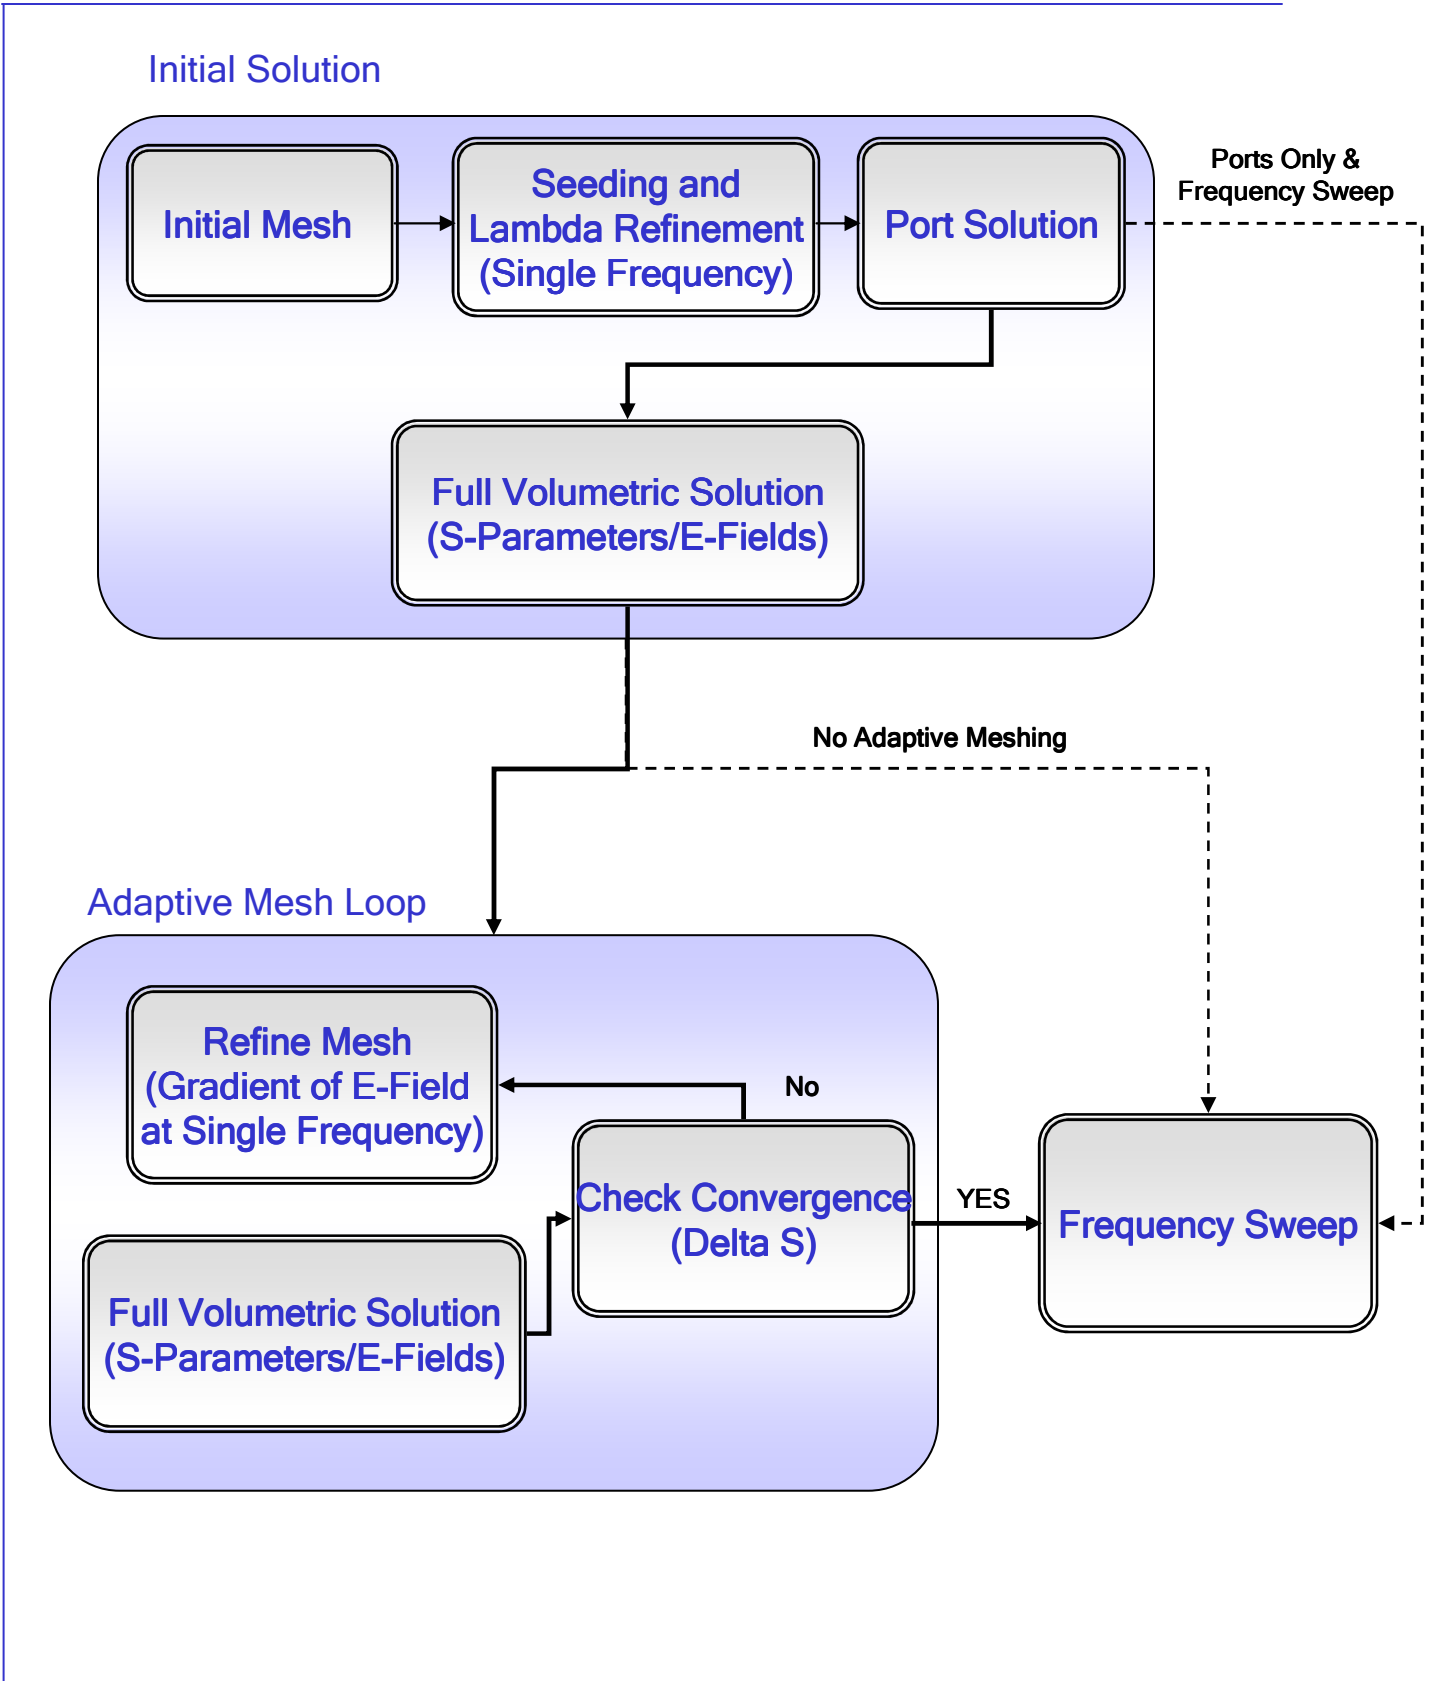 Initial Solution
Ports Only &
Frequency Sweep
Initial Mesh
Seeding and
Lambda Refinement
(Single Frequency)
Port Solution
Full Volumetric Solution
(S-Parameters/E-Fields)
No Adaptive Meshing
Adaptive Mesh Loop
Refine Mesh
(Gradient of E-Field
at Single Frequency)
No
Check Convergence
(Delta S)
YES
Frequency Sweep
Full Volumetric Solution
(S-Parameters/E-Fields)